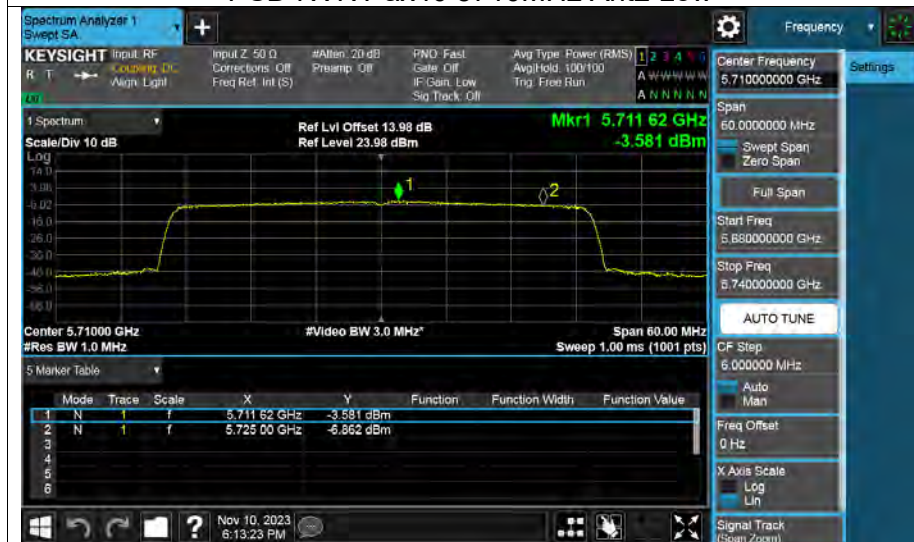 Spectrum Analyzer 1
Swept SA
+
Frequency
KEYSIGHT Input: RF
R T
Coupling: DC
Align: Light
Input Z: 50 Ω
Corrections: Off
Freq Ref: Int (S)
#Atten: 20 dB
Preamp: Off
PNO: Fast
Gate: Off
IF Gain: Low
Sig Track: Off
Avg Type: Power (RMS)
Avg|Hold: 100/100
Trig: Free Run
1 2 3 4 5 6
A W W W W W
A N N N N N
1 Spectrum
Scale/Div 10 dB
Log
Ref Lvl Offset 13.98 dB
Ref Level 23.98 dBm
Mkr1 5.711 62 GHz
-3.581 dBm
14.0
3.98
-6.02
-16.0
-26.0
-36.0
-46.0
-56.0
-66.0
1
2
Center 5.71000 GHz
#Res BW 1.0 MHz
#Video BW 3.0 MHz*
Span 60.00 MHz
Sweep 1.00 ms (1001 pts)
5 Marker Table
Mode Trace Scale X Y Function Function Width Function Value
1 N 1 f 5.711 62 GHz -3.581 dBm
2 N 1 f 5.725 00 GHz -6.862 dBm
3
4
5
6
Nov 10, 2023
6:13:23 PM
?
Center Frequency
5.710000000 GHz
Settings
Span
60.0000000 MHz
Swept Span
Zero Span
Full Span
Start Freq
5.680000000 GHz
Stop Freq
5.740000000 GHz
AUTO TUNE
CF Step
6.000000 MHz
Auto
Man
Freq Offset
0 Hz
X Axis Scale
Log
Lin
Signal Track
(Span Zoom)